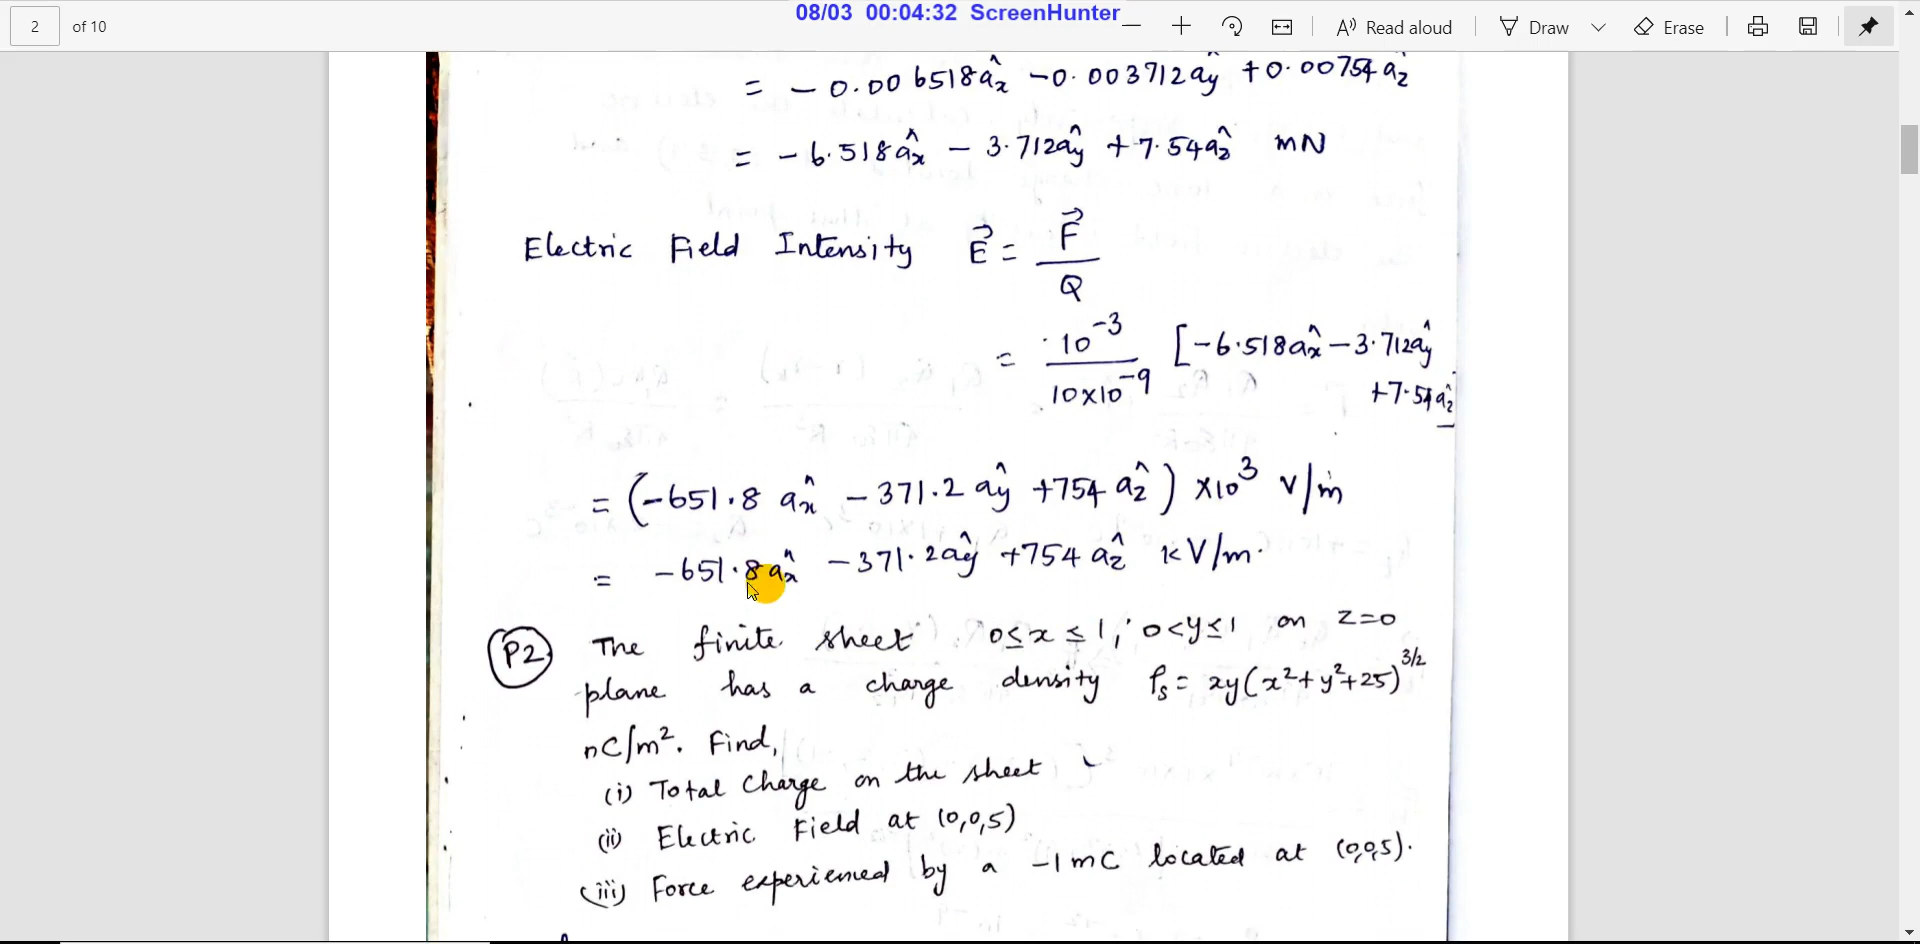 08/03 00:04:32 ScreenHunter
2 of 10
Read aloud
Draw
Erase
= - 0.006518 âx - 0.003712 ây + 0.00754 âz
= - 6.518 âx - 3.712 ây + 7.54 âz mN
Electric Field Intensity E⃗ = F⃗ / Q
= 10⁻³ / 10x10⁻⁹ [-6.518 âx - 3.712 ây
+7.54 âz
= (-651.8 âx - 371.2 ây + 754 âz) x10³ V/m
= -651.8 âx - 371.2 ây + 754 âz kV/m.
P2 The finite sheet 0≤x≤1, 0<y≤1 on z=0
plane has a charge density ρs = xy(x²+y²+25)^3/2
nC/m². Find,
(i) Total Charge on the sheet
(ii) Electric Field at (0,0,5)
(iii) Force experienced by a -1mC located at (0,0,5).